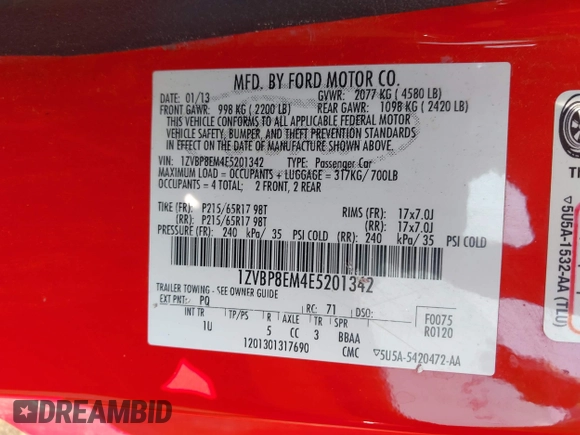 MFD. BY FORD MOTOR CO.
DATE: 01/13 GVWR: 2077 KG ( 4580 LB)
FRONT GAWR: 998 KG ( 2200 LB) REAR GAWR: 1098 KG ( 2420 LB)
THIS VEHICLE CONFORMS TO ALL APPLICABLE FEDERAL MOTOR
VEHICLE SAFETY, BUMPER, AND THEFT PREVENTION STANDARDS
IN EFFECT ON THE DATE OF MANUFACTURE SHOWN ABOVE.
VIN: 1ZVBP8EM4E5201342 TYPE: Passenger Car
MAXIMUM LOAD = OCCUPANTS + LUGGAGE = 317KG/ 700LB
OCCUPANTS = 4 TOTAL; 2 FRONT, 2 REAR
TIRE (FR): P215/65R17 98T RIMS (FR): 17x7.0J
(RR): P215/65R17 98T (RR): 17x7.0J
PRESSURE (FR): 240 kPa/ 35 PSI COLD (RR): 240 kPa/ 35 PSI COLD
1ZVBP8EM4E5201342
TRAILER TOWING - SEE OWNER GUIDE
EXT PNT: PQ RC: 71 DSO: F0075
R0120
INT TR TP/PS R AXLE TR SPR
1U 5 CC 3 BBAA
1201301317690 CMC ▽5U5A-5420472-AA
▽5U5A-1532-AA (TLU)
DREAMBID